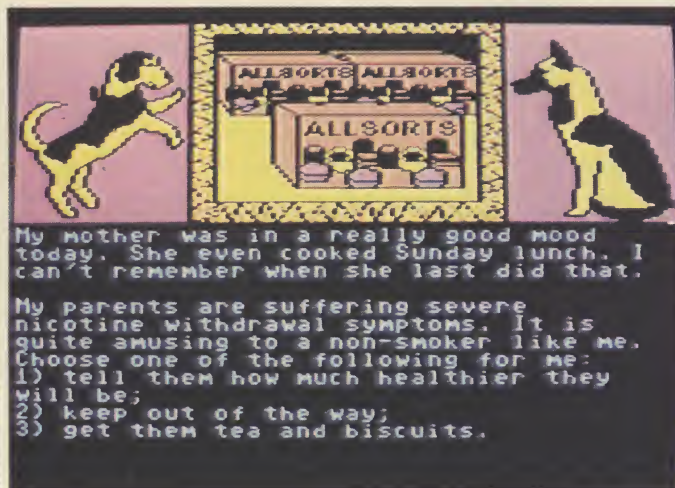 ALLSORTS ALLSORTS
ALLSORTS
My mother was in a really good mood
today. She even cooked Sunday lunch. I
can't remember when she last did that.
My parents are suffering severe
nicotine withdrawal symptoms. It is
quite amusing to a non-smoker like me.
Choose one of the following for me:
1) tell them how much healthier they
will be;
2) keep out of the way;
3) get them tea and biscuits.